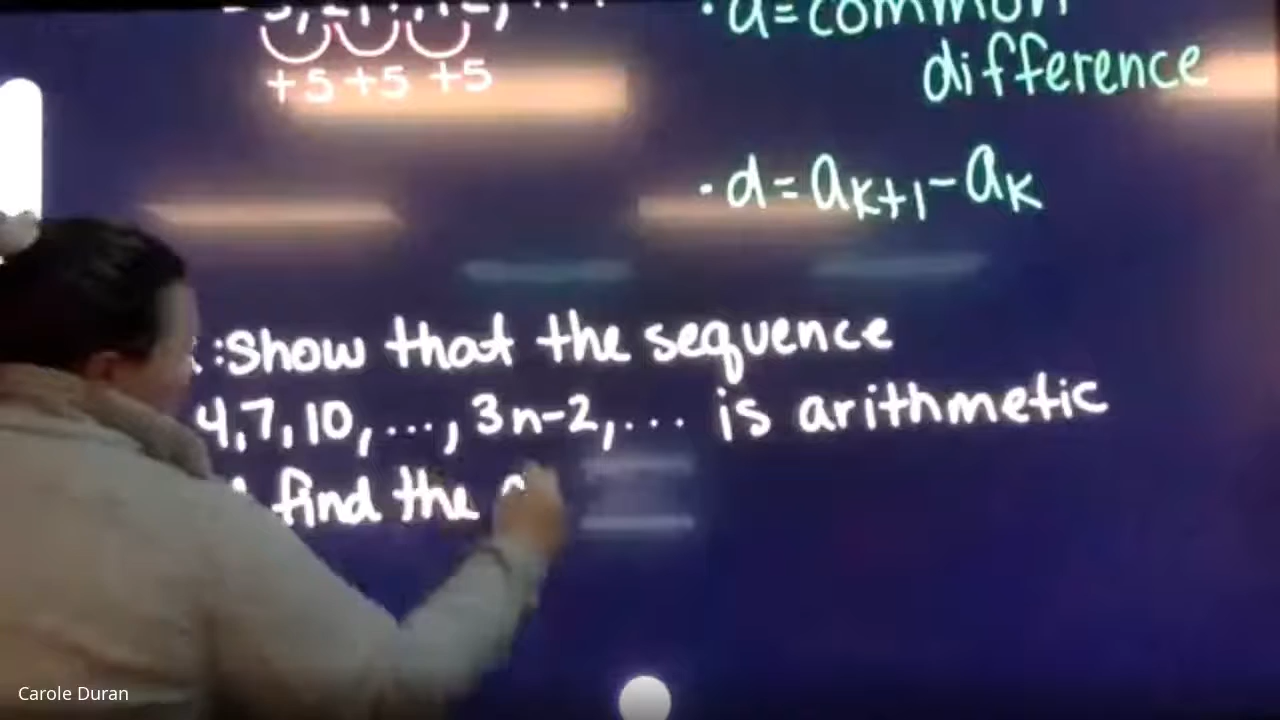 +5 +5 +5
· d = common
difference
· d = aₖ₊₁ - aₖ
: Show that the sequence
4, 7, 10, ..., 3n-2, ... is arithmetic
find the
Carole Duran